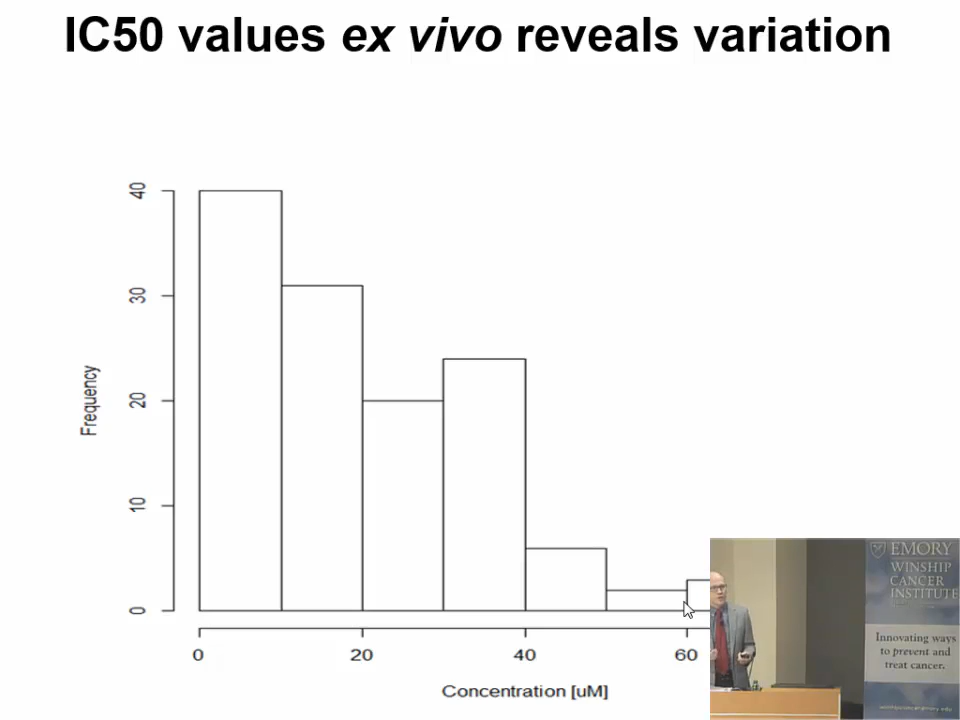 IC50 values ex vivo reveals variation
40
30
20
10
0
Frequency
0 20 40 60
Concentration [uM]
EMORY
WINSHIP
CANCER
INSTITUTE
Innovating ways
to prevent and
treat cancer.